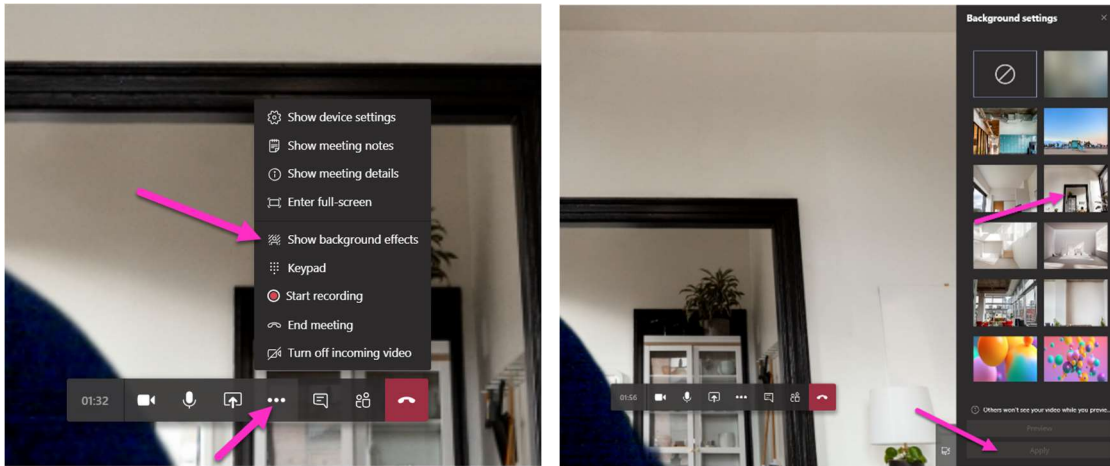 Show device settings
Show meeting notes
Show meeting details
Enter full-screen
Show background effects
Keypad
Start recording
End meeting
Turn off incoming video
01:32
Background settings
01:56
Others won't see your video while you previe...
Preview
Apply